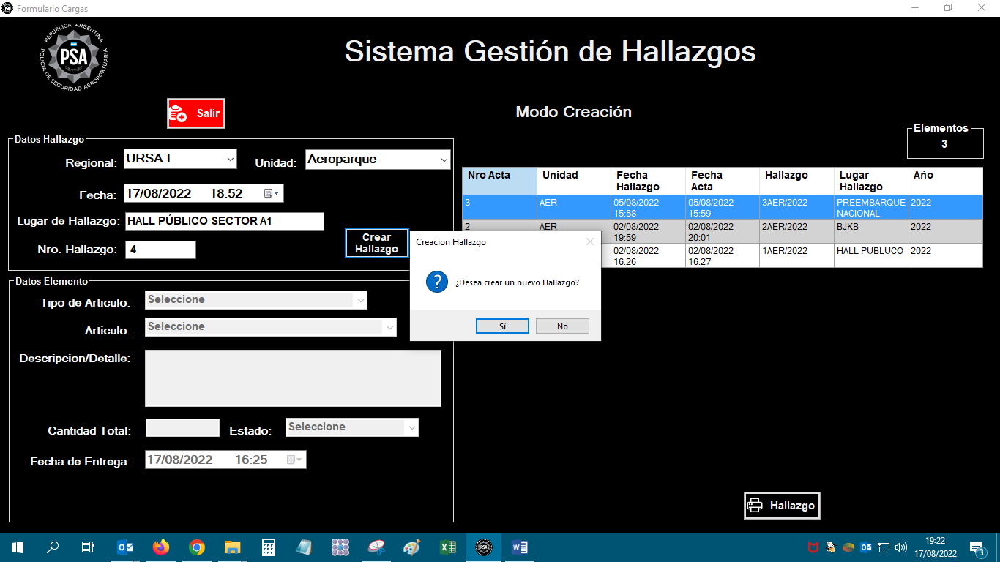 Formulario Cargas
REPUBLICA ARGENTINA
PSA
POLICIA DE SEGURIDAD AEROPORTUARIA
Sistema Gestión de Hallazgos
Salir
Modo Creación
Elementos
3
Datos Hallazgo
Regional: URSA I Unidad: Aeroparque
Fecha: 17/08/2022 18:52
Lugar de Hallazgo: HALL PÚBLICO SECTOR A1
Nro. Hallazgo: 4
Crear
Hallazgo
Nro Acta Unidad Fecha Fecha Hallazgo Lugar Año
Hallazgo Acta Hallazgo
3 AER 05/08/2022 05/08/2022 3AER/2022 PREEMBARQUE 2022
15:58 15:59 NACIONAL
2 AER 02/08/2022 02/08/2022 2AER/2022 BJKB 2022
19:59 20:01
02/08/2022 02/08/2022 1AER/2022 HALL PUBLUCO 2022
16:26 16:27
Creacion Hallazgo
¿Desea crear un nuevo Hallazgo?
Sí No
Datos Elemento
Tipo de Articulo: Seleccione
Articulo: Seleccione
Descripcion/Detalle:
Cantidad Total: Estado: Seleccione
Fecha de Entrega: 17/08/2022 16:25
Hallazgo
19:22
17/08/2022
3